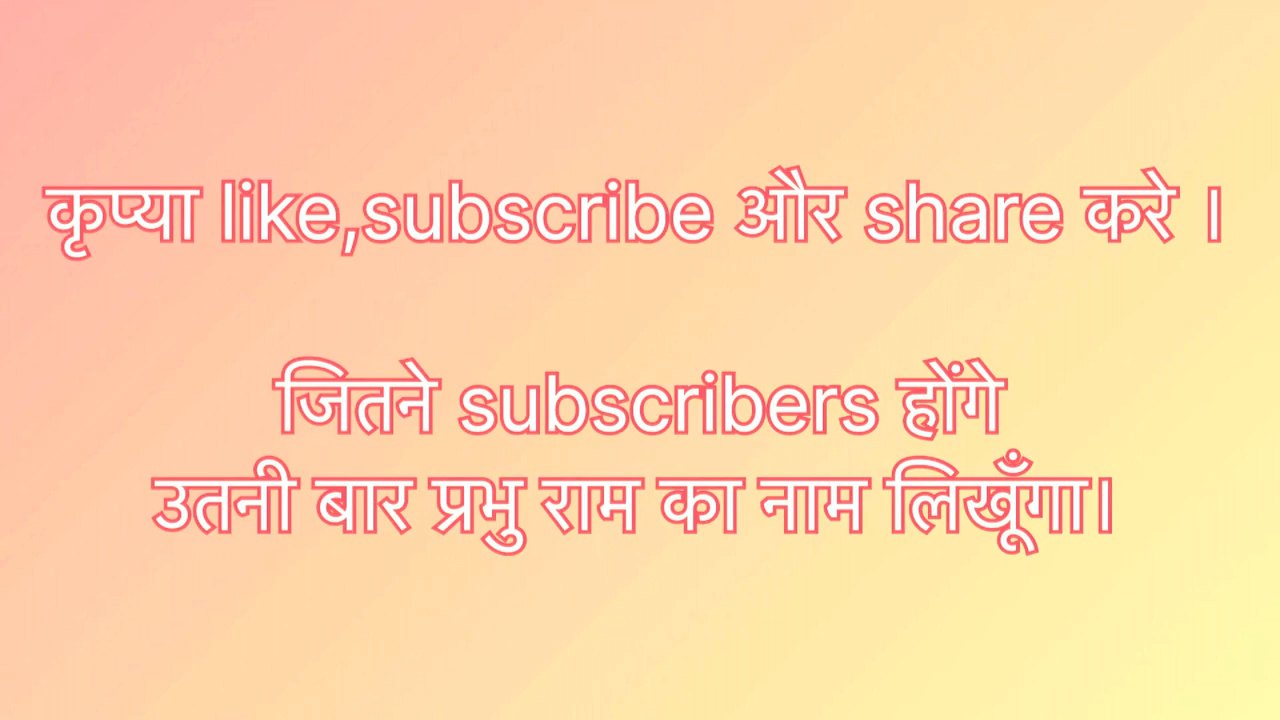 कृप्या like,subscribe और share करे ।
जितने subscribers होंगे
उतनी बार प्रभु राम का नाम लिखूँगा।